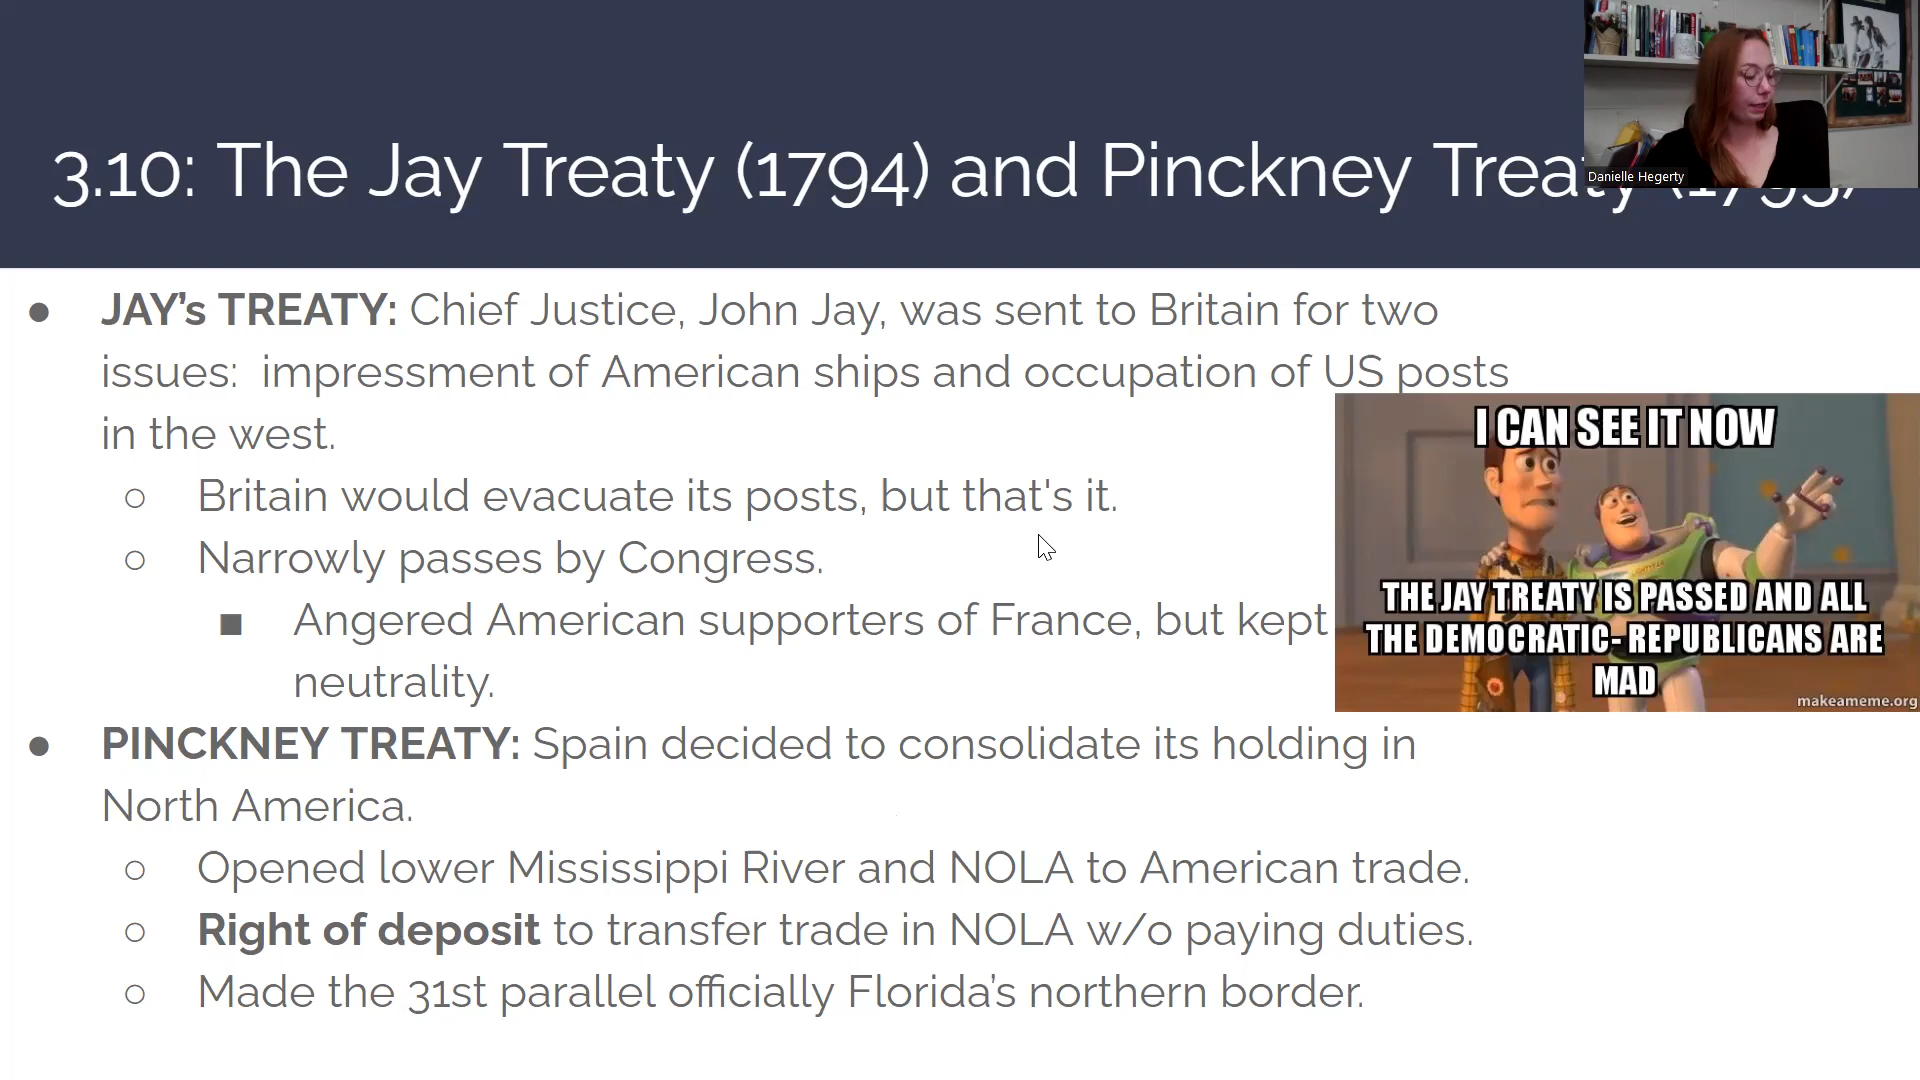 3.10: The Jay Treaty (1794) and Pinckney Treaty
Danielle Hegerty
● JAY's TREATY: Chief Justice, John Jay, was sent to Britain for two
issues:  impressment of American ships and occupation of US posts
in the west.
○ Britain would evacuate its posts, but that's it.
○ Narrowly passes by Congress.
■ Angered American supporters of France, but kept
neutrality.
I CAN SEE IT NOW
THE JAY TREATY IS PASSED AND ALL
THE DEMOCRATIC- REPUBLICANS ARE
MAD
makeameme.org
● PINCKNEY TREATY: Spain decided to consolidate its holding in
North America.
○ Opened lower Mississippi River and NOLA to American trade.
○ Right of deposit to transfer trade in NOLA w/o paying duties.
○ Made the 31st parallel officially Florida’s northern border.